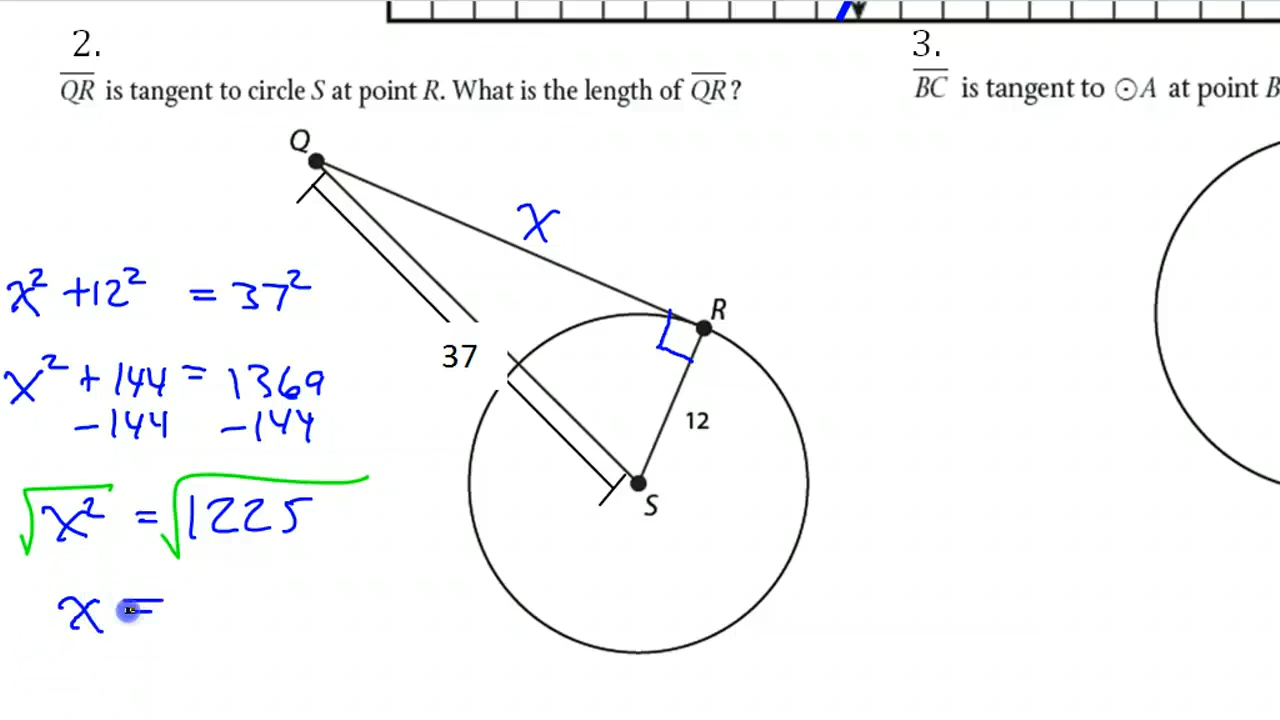 2.
QR is tangent to circle S at point R. What is the length of QR?
Q
x
R
37
12
S
x² + 12² = 37²
x² + 144 = 1369
-144 -144
√x² = √1225
x =
3.
BC is tangent to ⊙A at point B